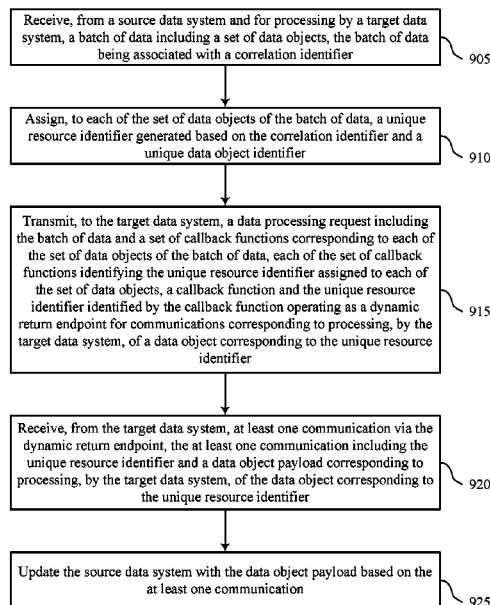 Receive, from a source data system and for processing by a target data
system, a batch of data including a set of data objects, the batch of data
being associated with a correlation identifier
905
Assign, to each of the set of data objects of the batch of data, a unique
resource identifier generated based on the correlation identifier and a
unique data object identifier
910
Transmit, to the target data system, a data processing request including
the batch of data and a set of callback functions corresponding to each of
the set of data objects of the batch of data, each of the set of callback
functions identifying the unique resource identifier assigned to each of
the set of data objects, a callback function and the unique resource
identifier identified by the callback function operating as a dynamic
return endpoint for communications corresponding to processing, by the
target data system, of a data object corresponding to the unique resource
identifier
915
Receive, from the target data system, at least one communication via the
dynamic return endpoint, the at least one communication including the
unique resource identifier and a data object payload corresponding to
processing, by the target data system, of the data object corresponding to
the unique resource identifier
920
Update the source data system with the data object payload based on the
at least one communication
925